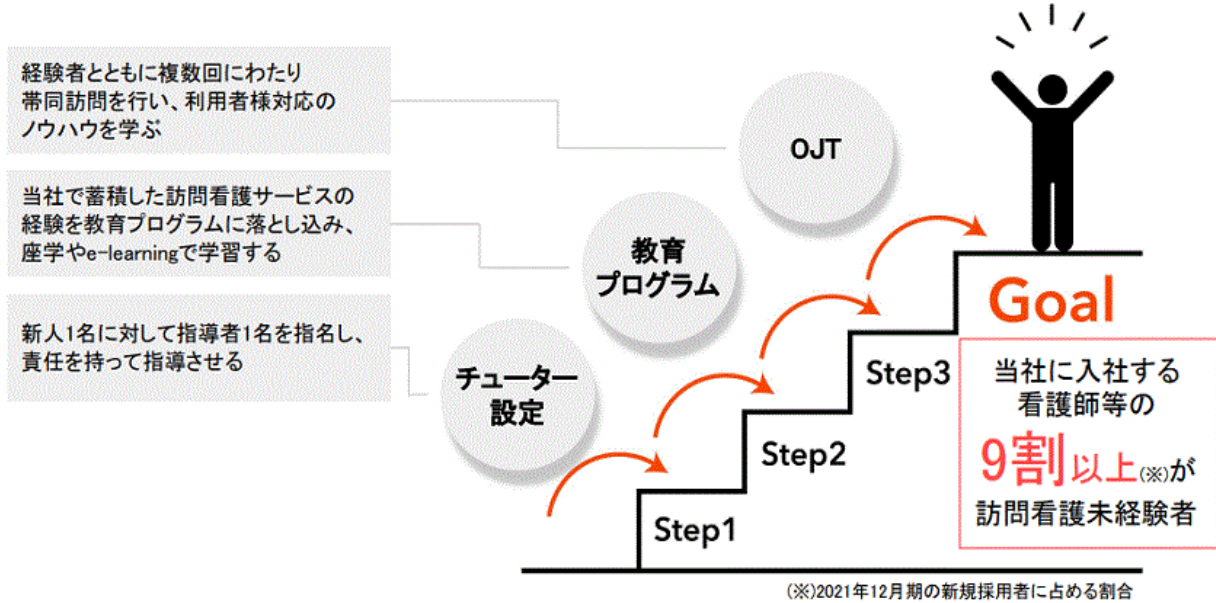 経験者とともに複数回にわたり
帯同訪問を行い、利用者様対応の
ノウハウを学ぶ
OJT
当社で蓄積した訪問看護サービスの
経験を教育プログラムに落とし込み、
座学やe-learningで学習する
教育
プログラム
新人1名に対して指導者1名を指名し、
責任を持って指導させる
チューター
設定
Step1
Step2
Step3
Goal
当社に入社する
看護師等の
9割以上(※)が
訪問看護未経験者
(※)2021年12月期の新規採用者に占める割合